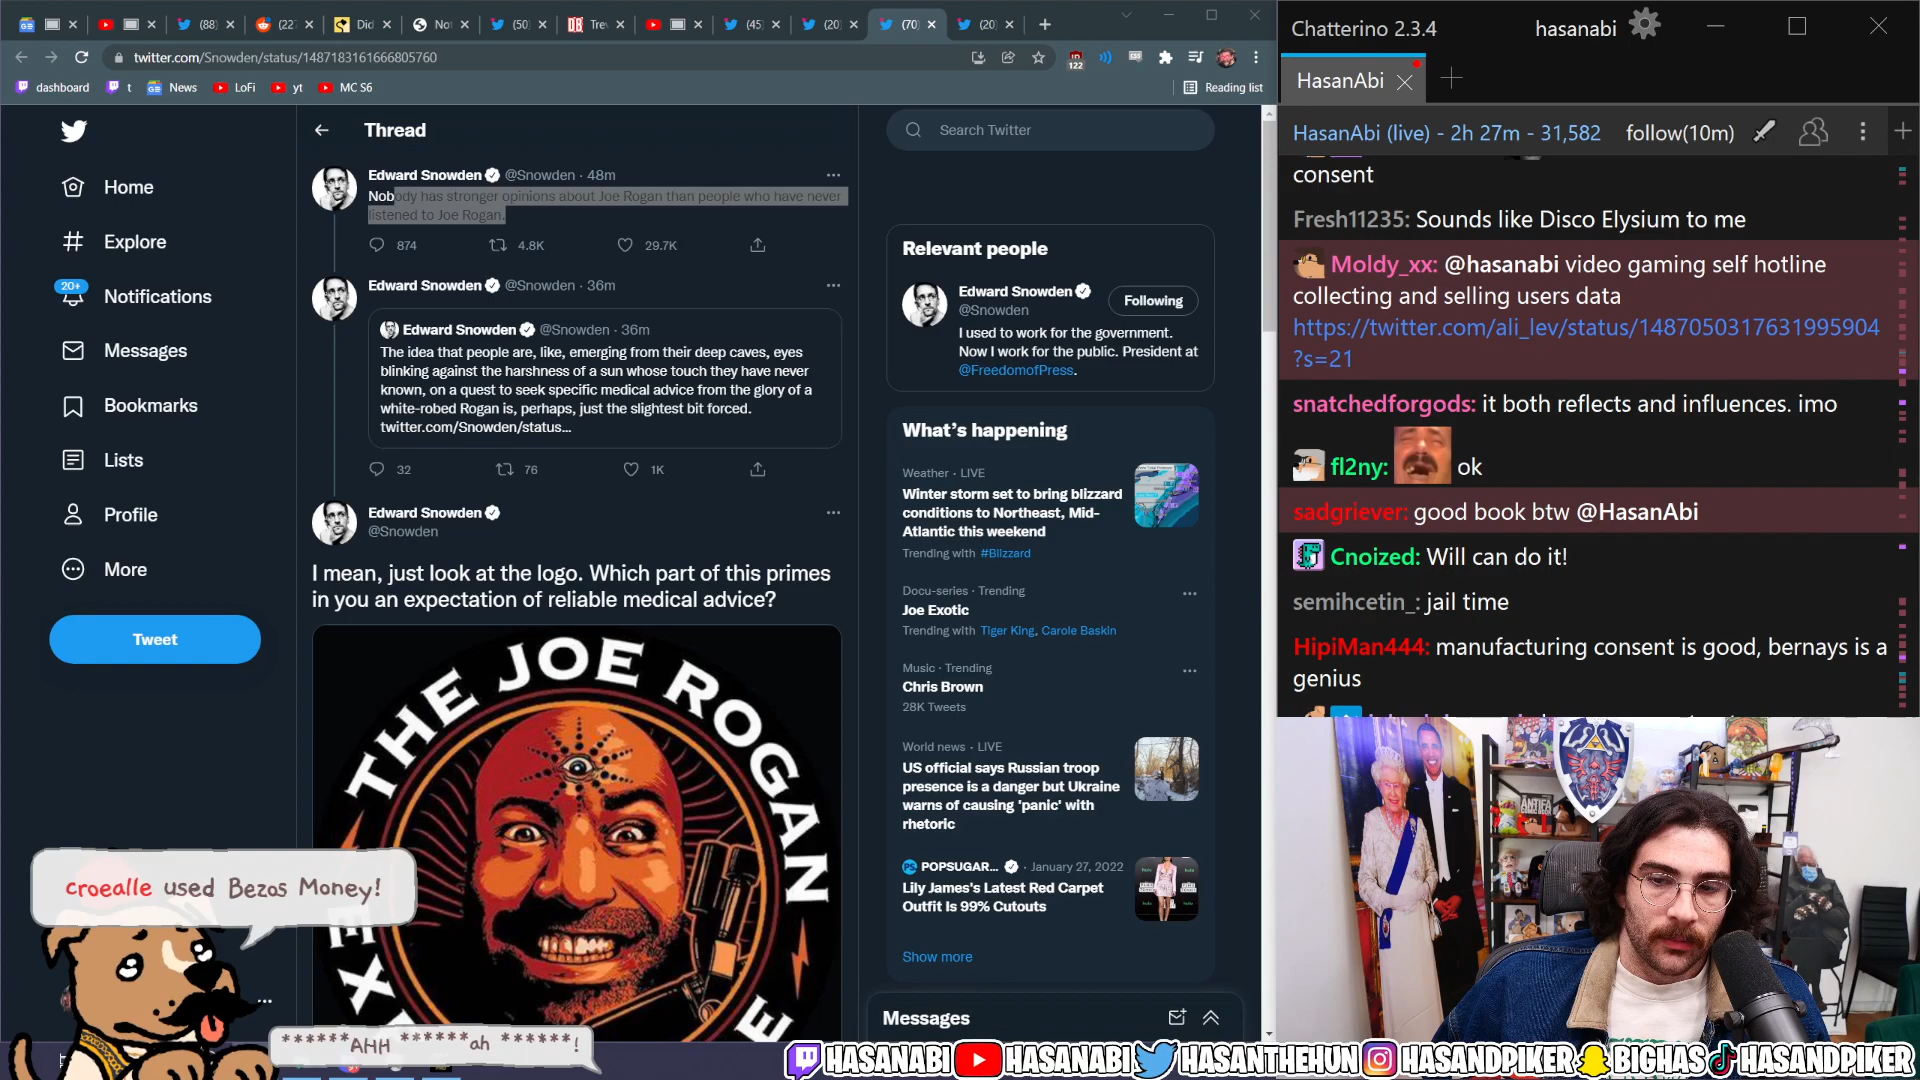 (88)
(227
Did
Not
(50)
Trev
(45)
(20)
(70)
(20)
twitter.com/Snowden/status/1487183161666805760
122
dashboard
t
News
LoFi
yt
MC S6
Reading list
Home
Explore
20+
Notifications
Messages
Bookmarks
Lists
Profile
More
Tweet
Thread
Edward Snowden @Snowden · 48m
Nobody has stronger opinions about Joe Rogan than people who have never
listened to Joe Rogan.
874
4.8K
29.7K
Edward Snowden @Snowden · 36m
Edward Snowden @Snowden · 36m
The idea that people are, like, emerging from their deep caves, eyes
blinking against the harshness of a sun whose touch they have never
known, on a quest to seek specific medical advice from the glory of a
white-robed Rogan is, perhaps, just the slightest bit forced.
twitter.com/Snowden/status...
32
76
1K
Edward Snowden
@Snowden
I mean, just look at the logo. Which part of this primes
in you an expectation of reliable medical advice?
THE JOE ROGAN
EX
E
croealle used Bezos Money!
******AHH ******ah ******!
Search Twitter
Relevant people
Edward Snowden
@Snowden
Following
I used to work for the government.
Now I work for the public. President at
@FreedomofPress.
What's happening
Weather · LIVE
Winter storm set to bring blizzard
conditions to Northeast, Mid-
Atlantic this weekend
Trending with #Blizzard
Docu-series · Trending
Joe Exotic
Trending with Tiger King, Carole Baskin
Music · Trending
Chris Brown
28K Tweets
World news · LIVE
US official says Russian troop
presence is a danger but Ukraine
warns of causing 'panic' with
rhetoric
POPSUGAR... · January 27, 2022
Lily James's Latest Red Carpet
Outfit Is 99% Cutouts
Show more
Messages
Chatterino 2.3.4
hasanabi
HasanAbi
HasanAbi (live) - 2h 27m - 31,582
follow(10m)
consent
Fresh11235: Sounds like Disco Elysium to me
Moldy_xx: @hasanabi video gaming self hotline
collecting and selling users data
https://twitter.com/ali_lev/status/1487050317631995904
?s=21
snatchedforgods: it both reflects and influences. imo
fl2ny: ok
sadgriever: good book btw @HasanAbi
Cnoized: Will can do it!
semihcetin_: jail time
HipiMan444: manufacturing consent is good, bernays is a
genius
ANTIFA
HASANABI
HASANABI
HASANTHEHUN
HASANDPIKER
BIGHAS
HASANDPIKER